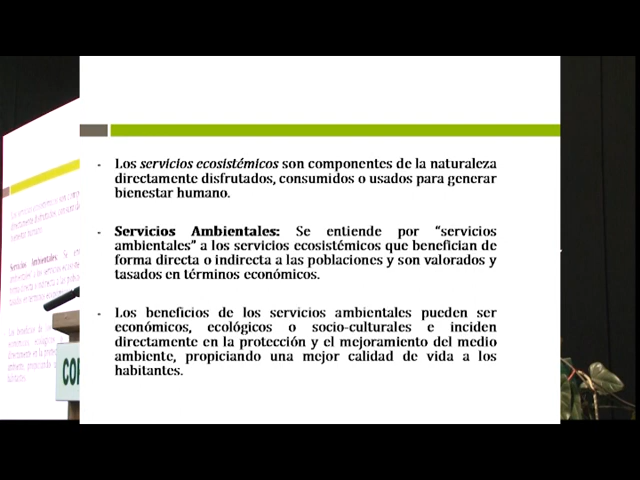 - Los servicios ecosistémicos son componentes de la naturaleza
directamente disfrutados, consumidos o usados para generar
bienestar humano.
- Servicios Ambientales: Se entiende por “servicios
ambientales” a los servicios ecosistémicos que benefician de
forma directa o indirecta a las poblaciones y son valorados y
tasados en términos económicos.
- Los beneficios de los servicios ambientales pueden ser
económicos, ecológicos o socio-culturales e inciden
directamente en la protección y el mejoramiento del medio
ambiente, propiciando una mejor calidad de vida a los
habitantes.